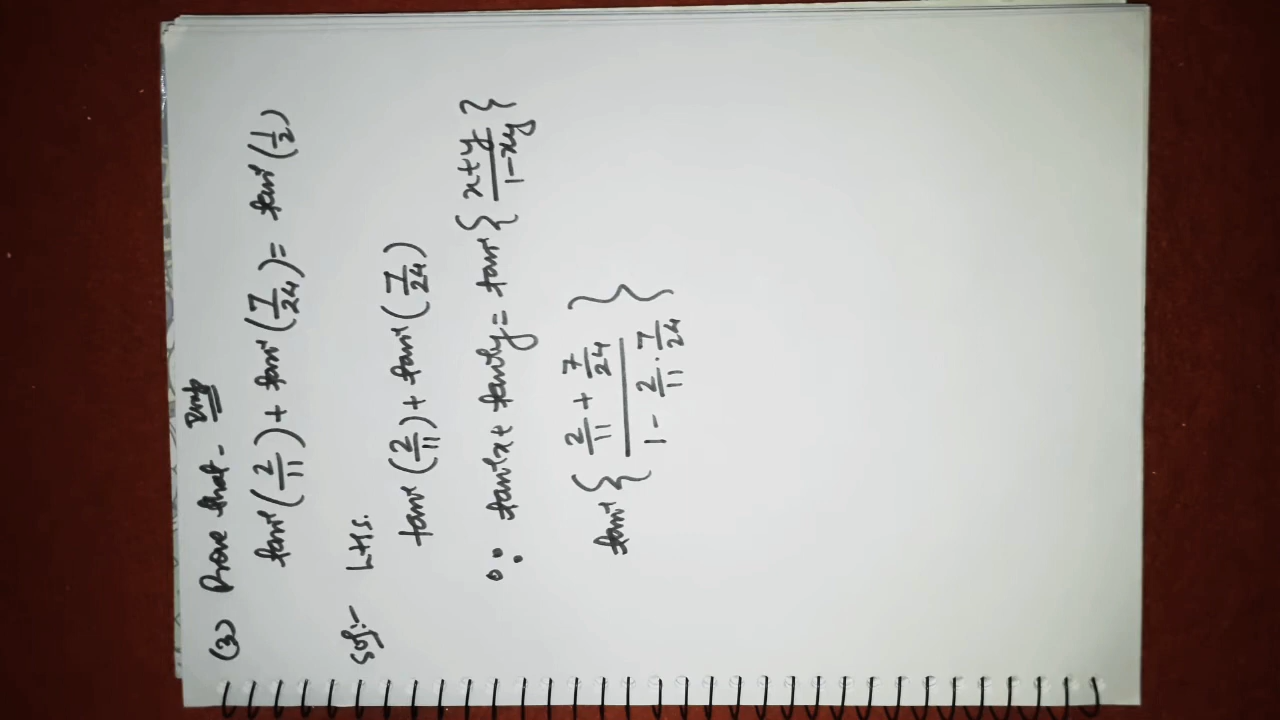 (3) Prove that - Imp
tan⁻¹(2/11) + tan⁻¹(7/24) = tan⁻¹(1/2)
Sol:- LHS.
tan⁻¹(2/11) + tan⁻¹(7/24)
∵ tan⁻¹x + tan⁻¹y = tan⁻¹{x+y/1-xy}
tan⁻¹{2/11 + 7/24 / 1 - 2/11 · 7/24}